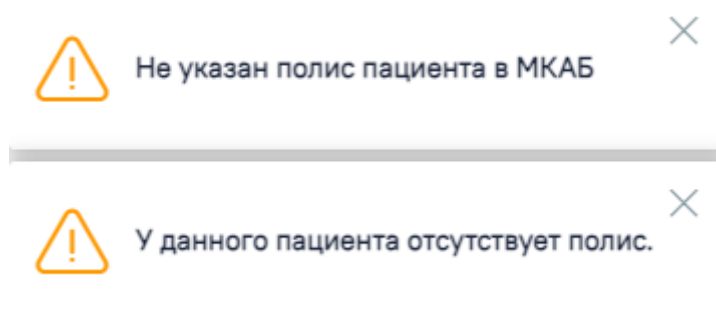 Не указан полис пациента в МКАБ
У данного пациента отсутствует полис.